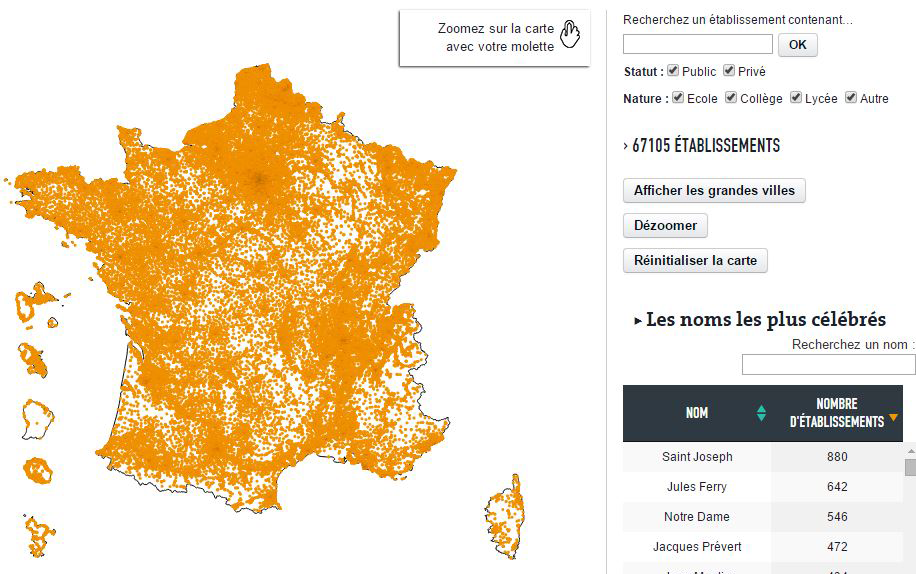 Zoomez sur la carte
avec votre molette
Recherchez un établissement contenant...
OK
Statut : Public Privé
Nature : Ecole Collège Lycée Autre
› 67105 ÉTABLISSEMENTS
Afficher les grandes villes
Dézoomer
Réinitialiser la carte
▸ Les noms les plus célébrés
Recherchez un nom :
NOM
NOMBRE
D'ÉTABLISSEMENTS
Saint Joseph 880
Jules Ferry 642
Notre Dame 546
Jacques Prévert 472